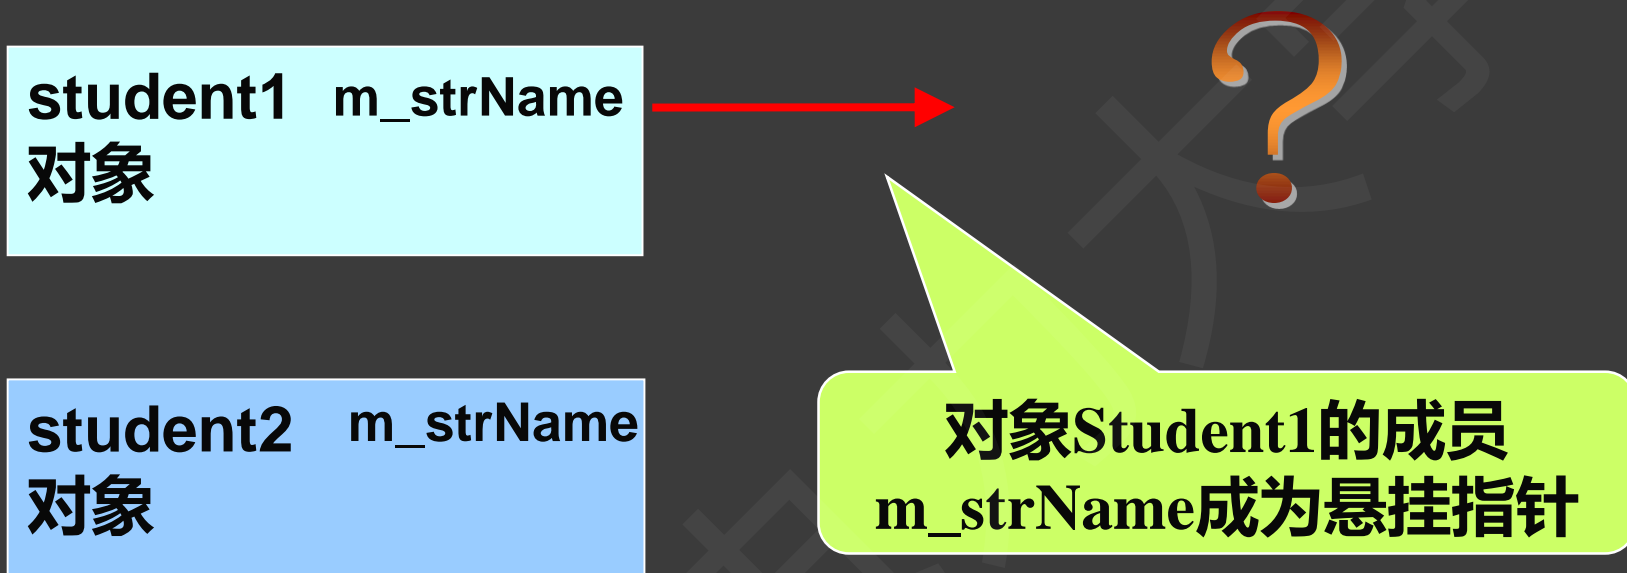 student1 m_strName
对象
student2 m_strName
对象
对象Student1的成员
m_strName成为悬挂指针